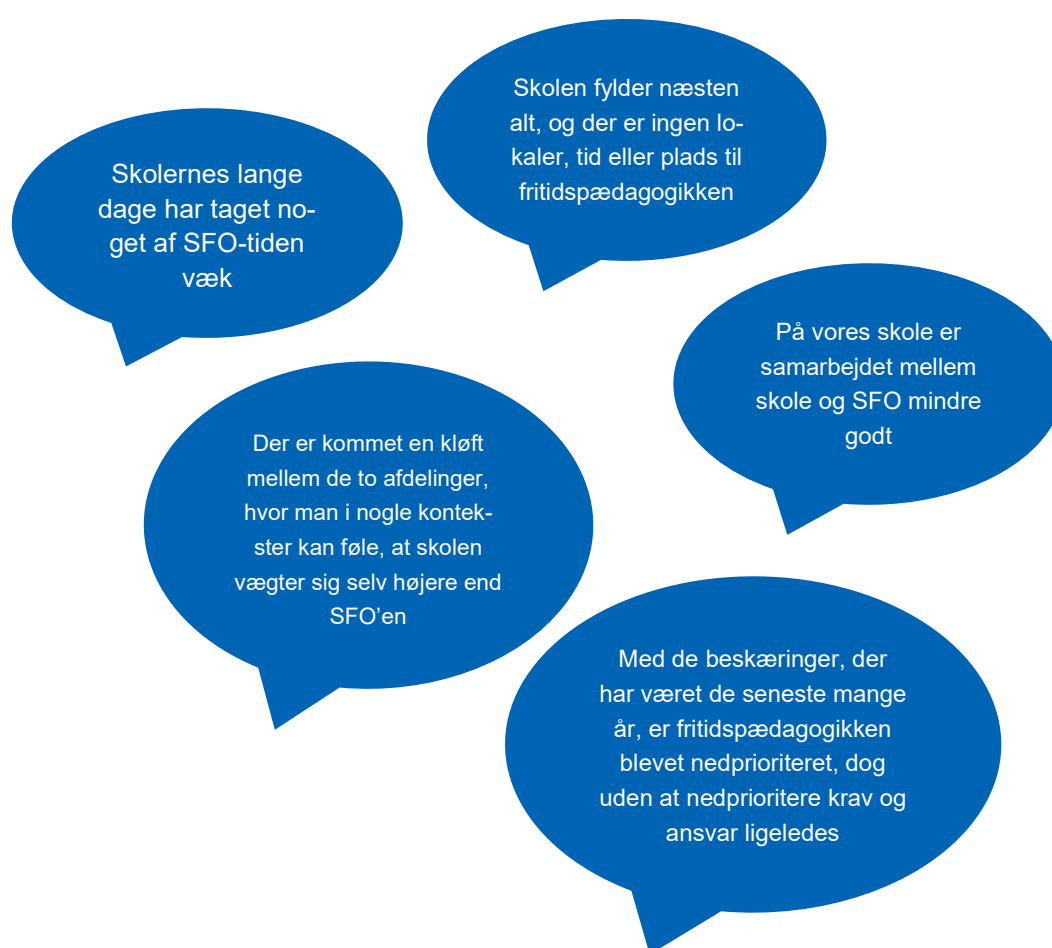 Skolen fylder næsten
alt, og der er ingen lo-
kaler, tid eller plads til
fritidspædagogikken
Skolernes lange
dage har taget no-
get af SFO-tiden
væk
På vores skole er
samarbejdet mellem
skole og SFO mindre
godt
Der er kommet en kløft
mellem de to afdelinger,
hvor man i nogle kontek-
ster kan føle, at skolen
vægter sig selv højere end
SFO’en
Med de beskæringer, der
har været de seneste mange
år, er fritidspædagogikken
blevet nedprioriteret, dog
uden at nedprioritere krav og
ansvar ligeledes